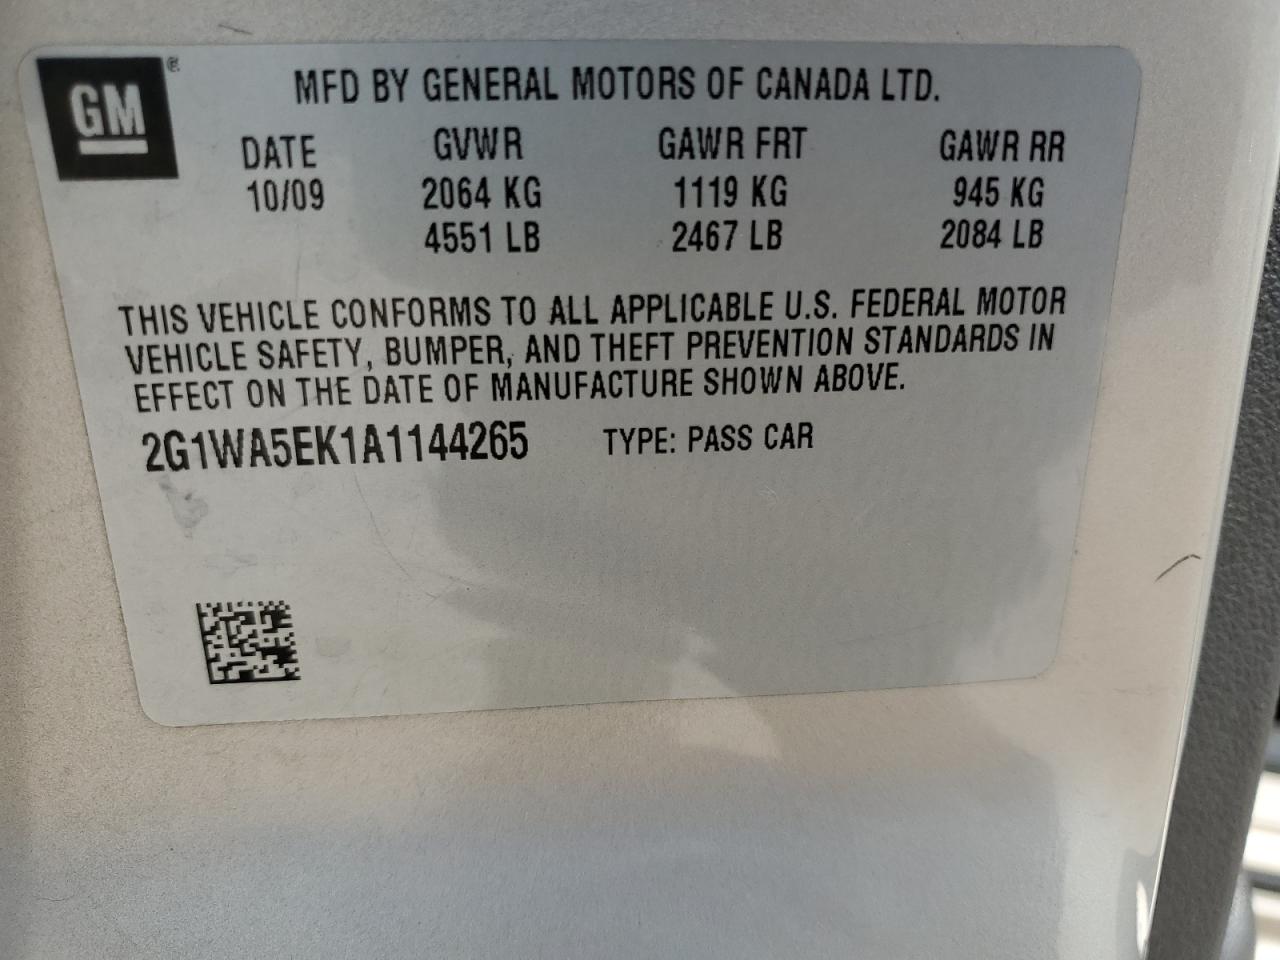 GM®
MFD BY GENERAL MOTORS OF CANADA LTD.
DATE GVWR GAWR FRT GAWR RR
10/09 2064 KG 1119 KG 945 KG
4551 LB 2467 LB 2084 LB
THIS VEHICLE CONFORMS TO ALL APPLICABLE U.S. FEDERAL MOTOR
VEHICLE SAFETY, BUMPER, AND THEFT PREVENTION STANDARDS IN
EFFECT ON THE DATE OF MANUFACTURE SHOWN ABOVE.
2G1WA5EK1A1144265 TYPE: PASS CAR